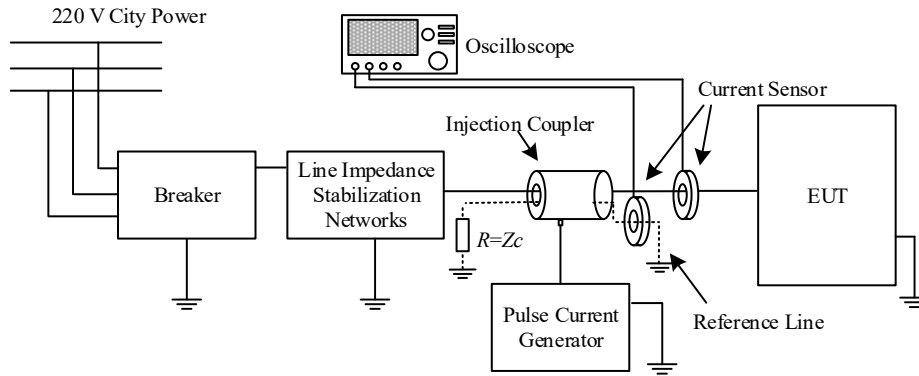 220 V City Power
Oscilloscope
Current Sensor
Injection Coupler
Breaker
Line Impedance
Stabilization
Networks
EUT
R=Zc
Pulse Current
Generator
Reference Line